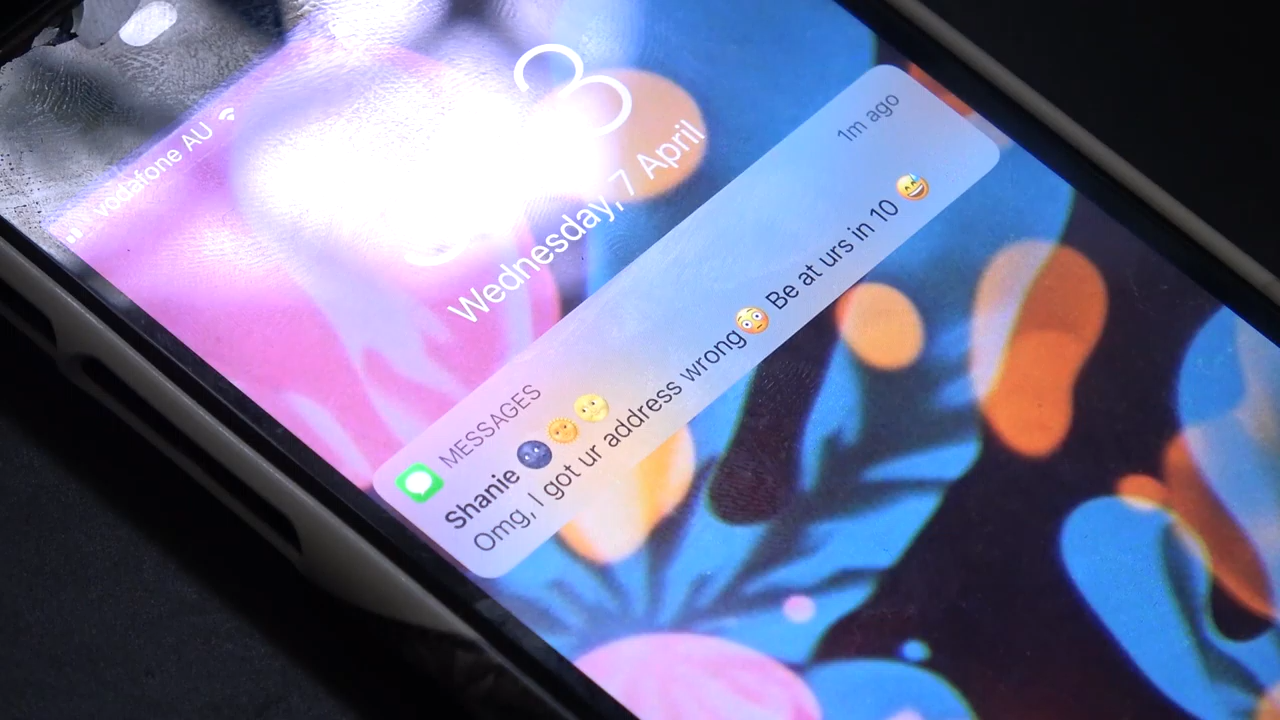 vodafone AU
Wednesday, 7 April
MESSAGES 1m ago
Shanie 🌚🌞🌝
Omg, I got ur address wrong😳 Be at urs in 10 😅